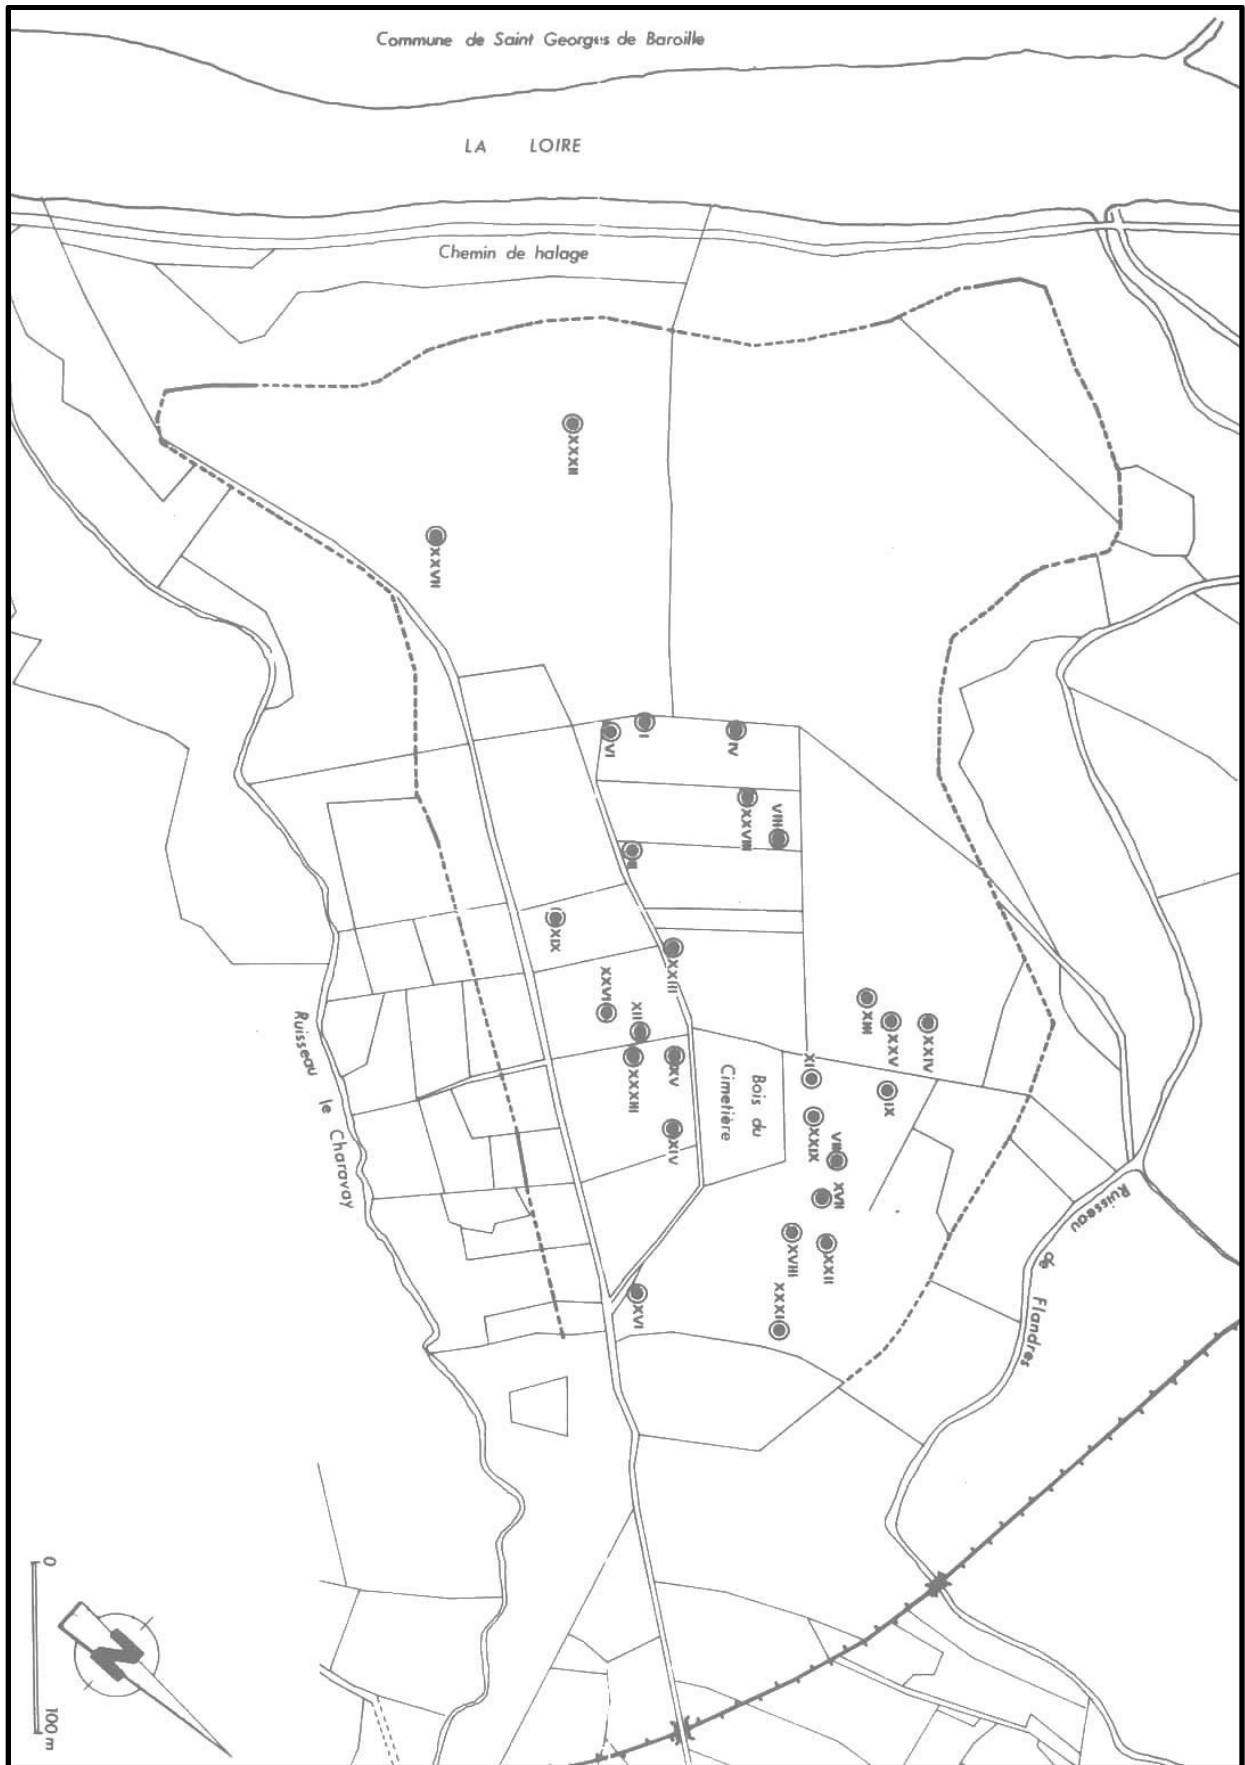 Commune de Saint Georges de Baroille
LA LOIRE
Chemin de halage
XXXII
XXVII
VI
I
IV
XXVIII
VIII
III
XIX
XXIII
XXVI
XII
XXXIII
XV
XIV
XIII
XXV
XXIV
XI
IX
XXIX
VIII
XVII
XVIII
XXII
XXXI
XVI
Bois du
Cimetière
Ruisseau le Charavay
Ruisseau de Flandres
N
0
100 m